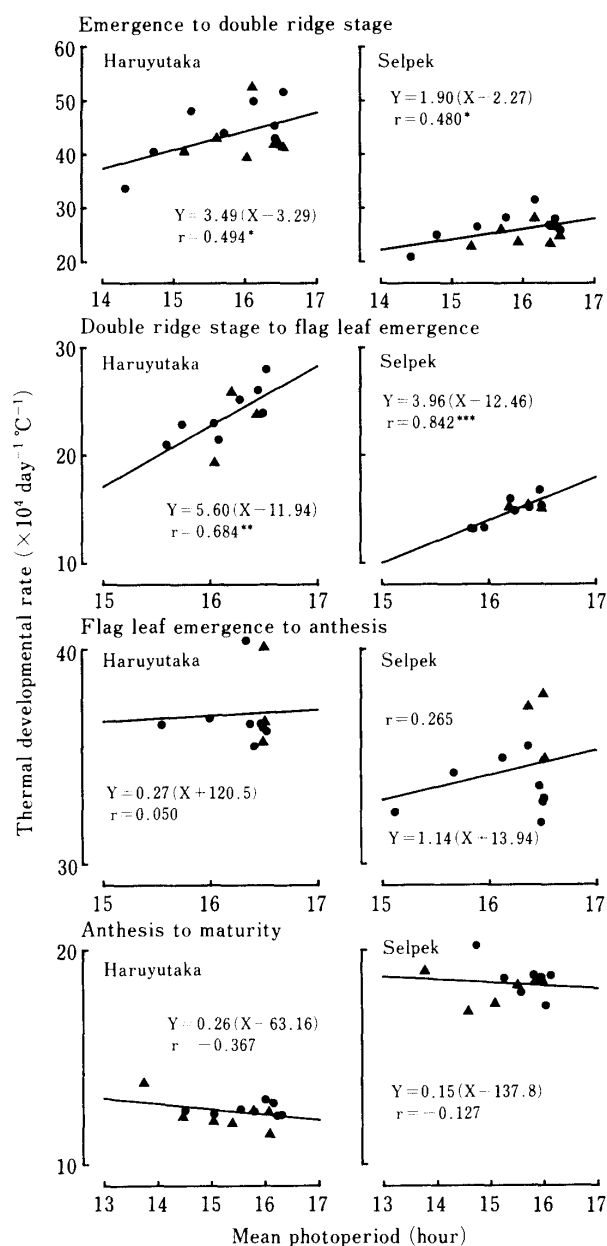 Emergence to double ridge stage
60
50
40
30
20
Haruyutaka
Y=3.49(X-3.29)
r=0.494*
14 15 16 17
Selpek
Y=1.90(X-2.27)
r=0.480*
14 15 16 17
Double ridge stage to flag leaf emergence
30
20
10
Haruyutaka
Y=5.60(X-11.94)
r=0.684**
15 16 17
Selpek
Y=3.96(X-12.46)
r=0.842***
15 16 17
Flag leaf emergence to anthesis
40
30
Haruyutaka
Y=0.27(X+120.5)
r=0.050
15 16 17
Selpek
r=0.265
Y=1.14(X+13.94)
15 16 17
Anthesis to maturity
20
10
Haruyutaka
Y=0.26(X-63.16)
r -0.367
13 14 15 16 17
Selpek
Y=0.15(X-137.8)
r=-0.127
13 14 15 16 17
Thermal developmental rate (×10⁴ day⁻¹ °C⁻¹)
Mean photoperiod (hour)